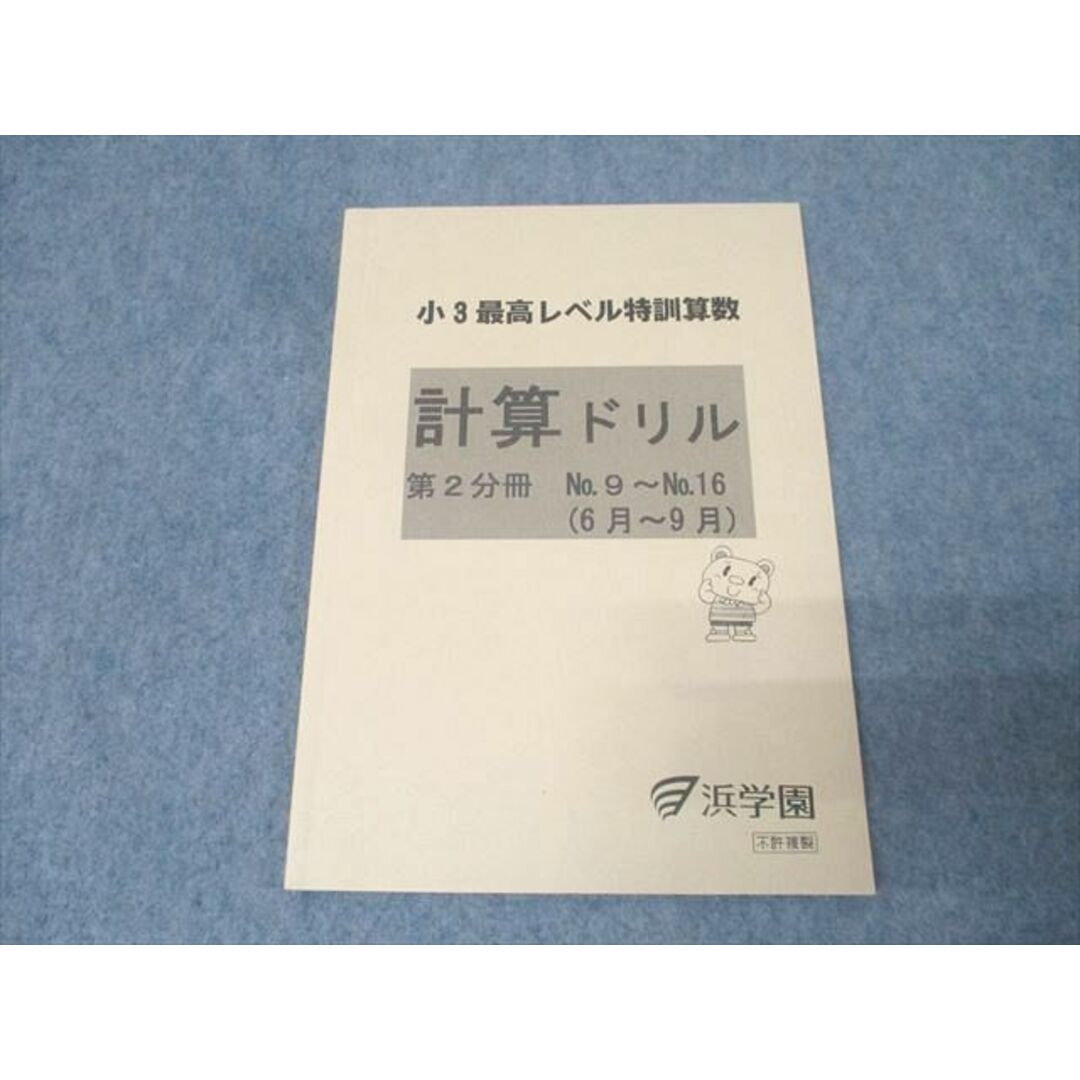 小3最高レベル特訓算数
計算ドリル
第2分冊 №.9～№.16
(6月～9月)
浜学園
不許複製